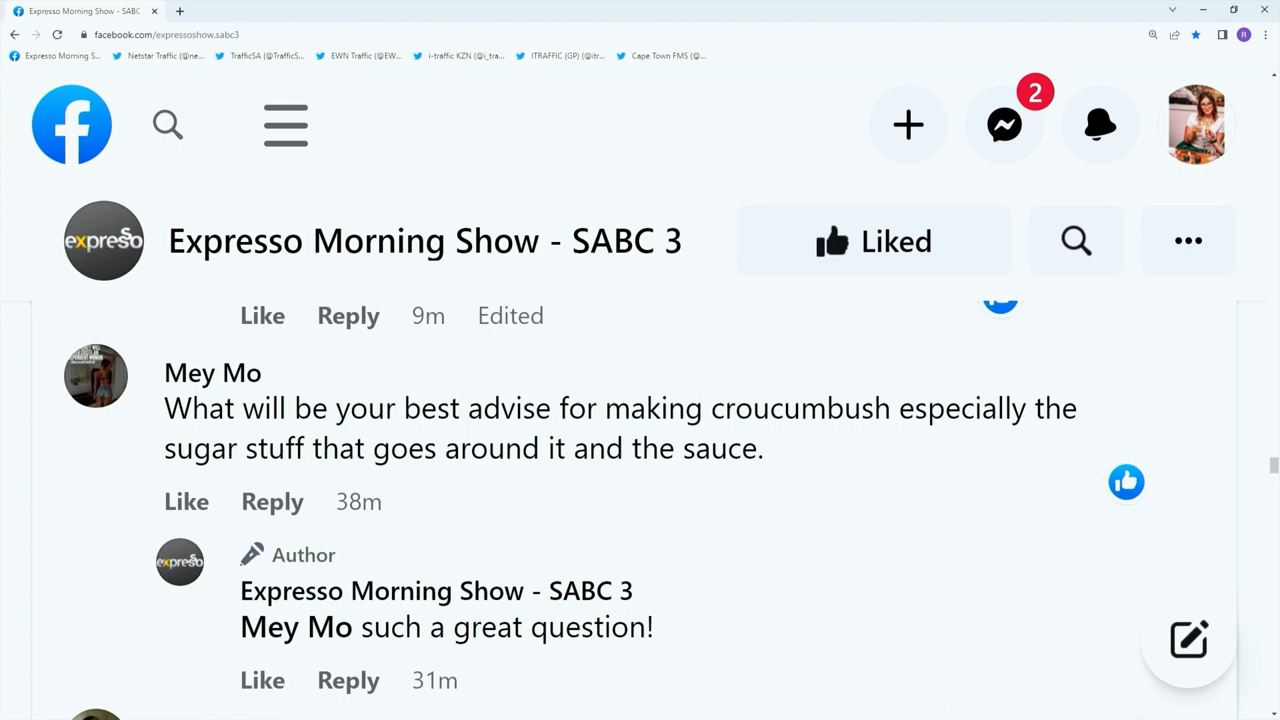 Expresso Morning Show - SABC
facebook.com/expressoshow.sabc3
R
Expresso Morning S...
Netstar Traffic (@ne...
TrafficSA (@TrafficS...
EWN Traffic (@EW...
i-traffic KZN (@i_tra...
ITRAFFIC (GP) (@itr...
Cape Town FMS (@...
2
expresso
Expresso Morning Show - SABC 3
Liked
Like Reply 9m Edited
Mey Mo
What will be your best advise for making croucumbush especially the
sugar stuff that goes around it and the sauce.
Like Reply 38m
expresso
Author
Expresso Morning Show - SABC 3
Mey Mo such a great question!
Like Reply 31m